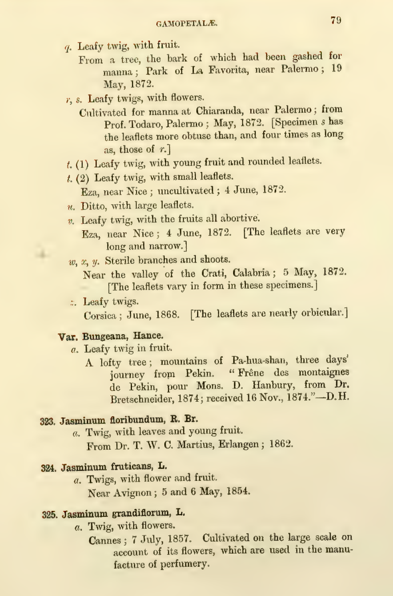 GAMOPETALÆ. 79
q. Leafy twig, with fruit.
From a tree, the bark of which had been gashed for
manna; Park of La Favorita, near Palermo; 19
May, 1872.
r, s. Leafy twigs, with flowers.
Cultivated for manna at Chiaranda, near Palermo; from
Prof. Todaro, Palermo; May, 1872. [Specimen s has
the leaflets more obtuse than, and four times as long
as, those of r.]
t. (1) Leafy twig, with young fruit and rounded leaflets.
t. (2) Leafy twig, with small leaflets.
Eza, near Nice; uncultivated; 4 June, 1872.
u. Ditto, with large leaflets.
v. Leafy twig, with the fruits all abortive.
Eza, near Nice; 4 June, 1872. [The leaflets are very
long and narrow.]
w, x, y. Sterile branches and shoots.
Near the valley of the Crati, Calabria; 5 May, 1872.
[The leaflets vary in form in these specimens.]
z. Leafy twigs.
Corsica; June, 1868. [The leaflets are nearly orbicular.]
Var. Bungeana, Hance.
a. Leafy twig in fruit.
A lofty tree; mountains of Pa-hua-shan, three days'
journey from Pekin. "Frêne des montaignes
de Pekin, pour Mons. D. Hanbury, from Dr.
Bretschneider, 1874; received 16 Nov., 1874."—D.H.
323. Jasminum floribundum, R. Br.
a. Twig, with leaves and young fruit.
From Dr. T. W. C. Martius, Erlangen; 1862.
324. Jasminum fruticans, L.
a. Twigs, with flower and fruit.
Near Avignon; 5 and 6 May, 1854.
325. Jasminum grandiflorum, L.
a. Twig, with flowers.
Cannes; 7 July, 1857. Cultivated on the large scale on
account of its flowers, which are used in the manu-
facture of perfumery.